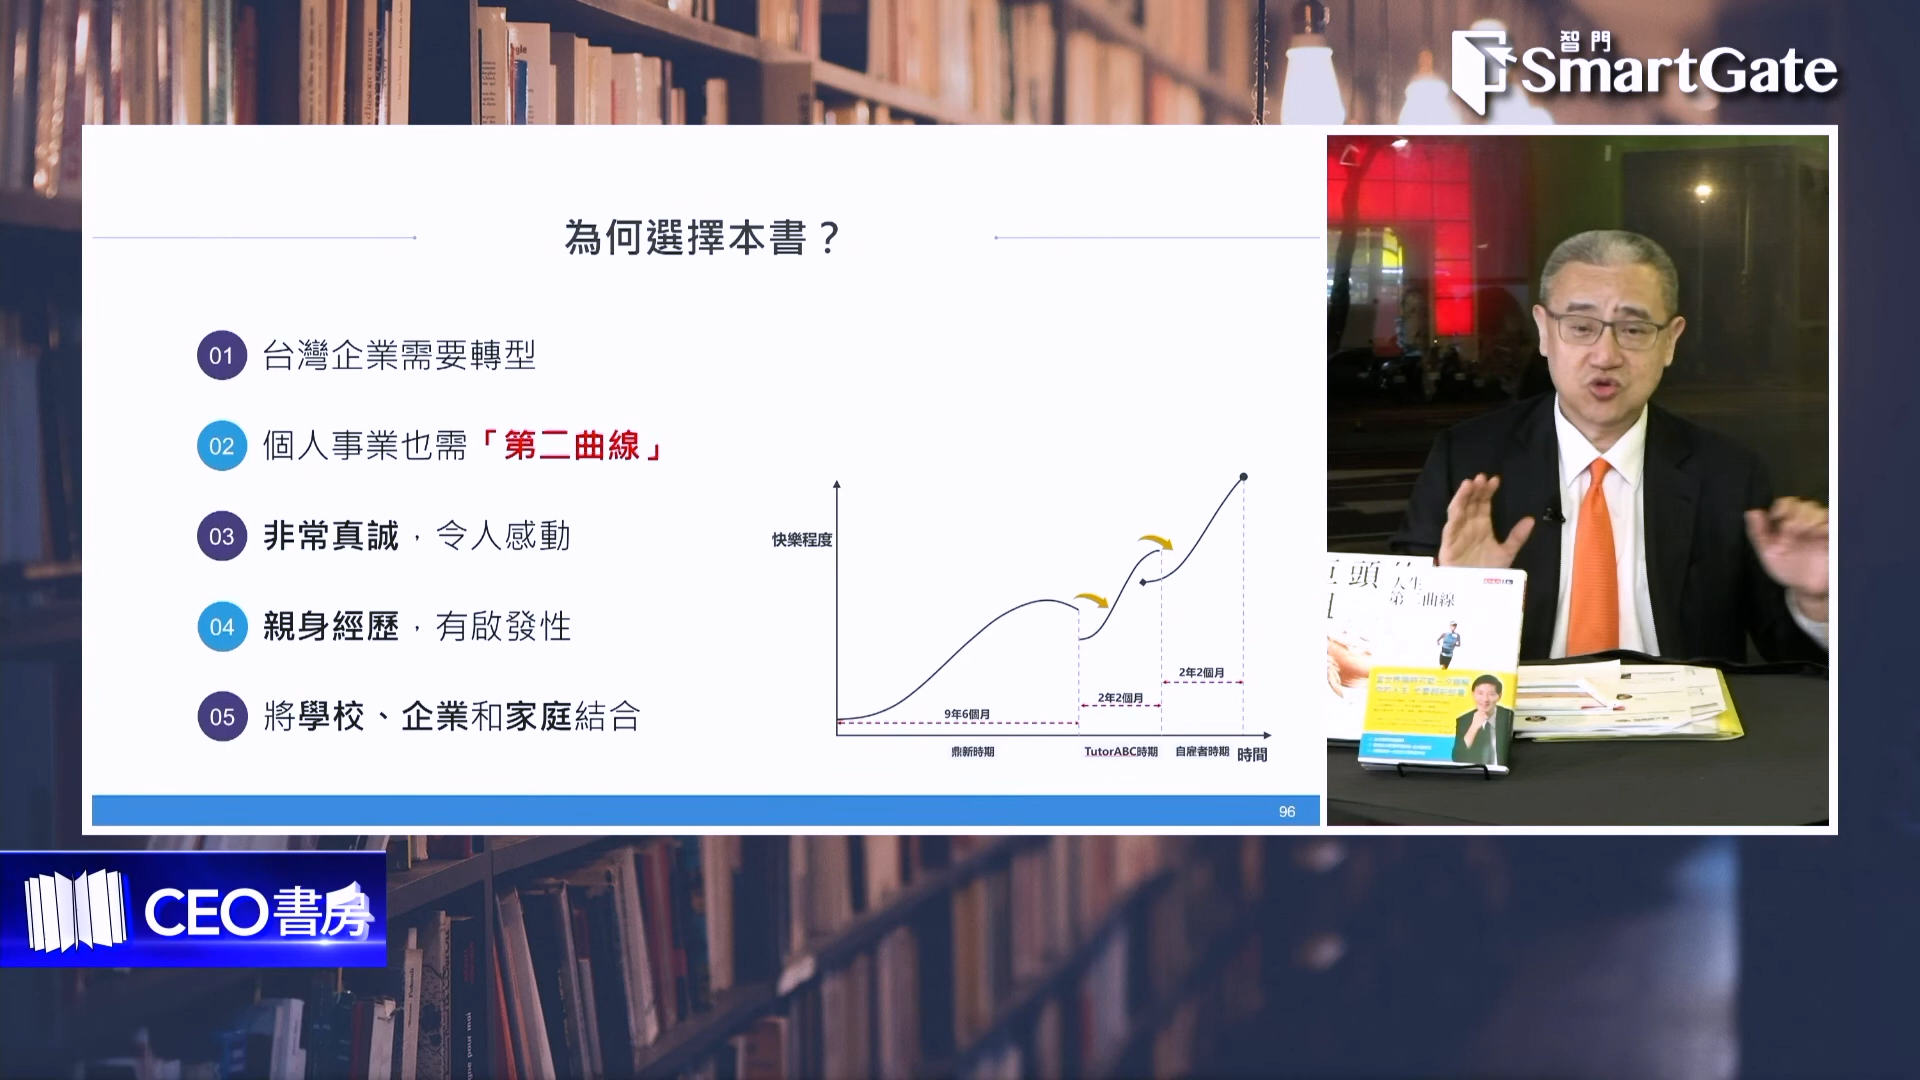 智門
SmartGate
為何選擇本書？
01 台灣企業需要轉型
02 個人事業也需「第二曲線」
03 非常真誠，令人感動
04 親身經歷，有啟發性
05 將學校、企業和家庭結合
快樂程度
9年6個月
2年2個月
2年2個月
鼎新時期
TutorABC時期
自雇者時期
時間
96
人生
第二曲線
CEO書房